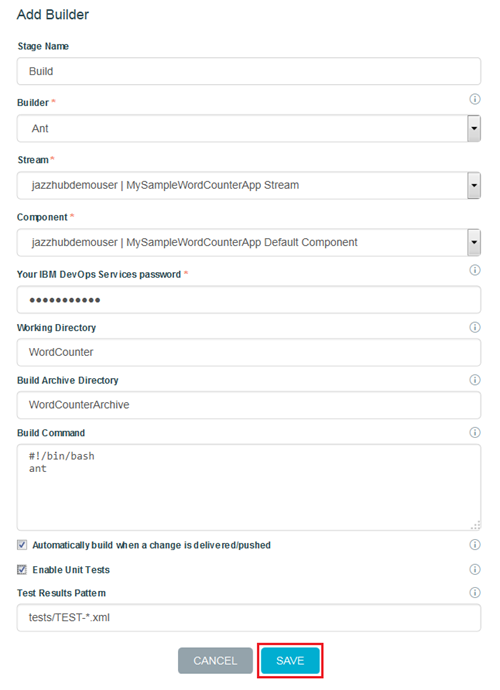 Add Builder
Stage Name
Build
Builder *
Ant
Stream*
jazzhubdemouser | MySampleWordCounterApp Stream
Component *
jazzhubdemouser | MySampleWordCounterApp Default Component
Your IBM DevOps Services password *
●●●●●●●●●●●
Working Directory
WordCounter
Build Archive Directory
WordCounterArchive
Build Command
#!/bin/bash
ant
Automatically build when a change is delivered/pushed
Enable Unit Tests
Test Results Pattern
tests/TEST-*.xml
CANCEL SAVE